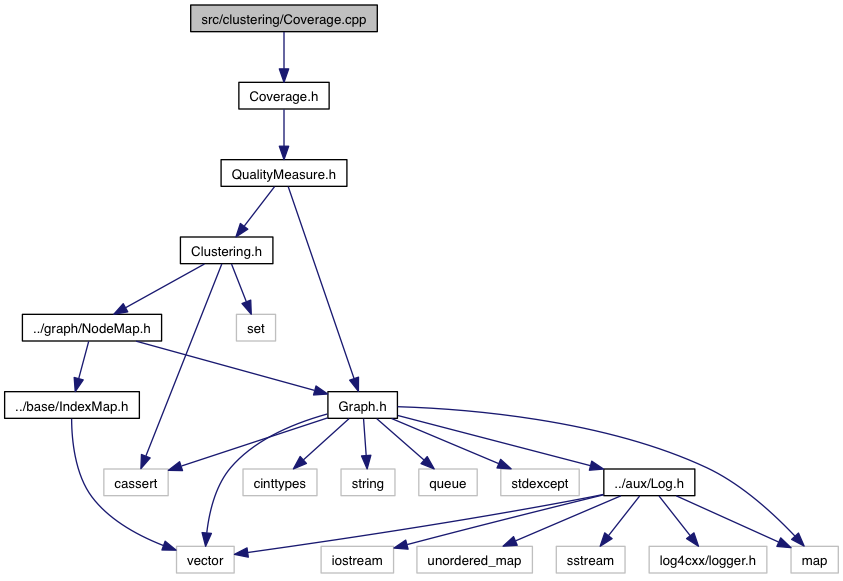 src/clustering/Coverage.cpp
Coverage.h
QualityMeasure.h
Clustering.h
../graph/NodeMap.h
set
../base/IndexMap.h
Graph.h
cassert
cinttypes
string
queue
stdexcept
../aux/Log.h
vector
iostream
unordered_map
sstream
log4cxx/logger.h
map